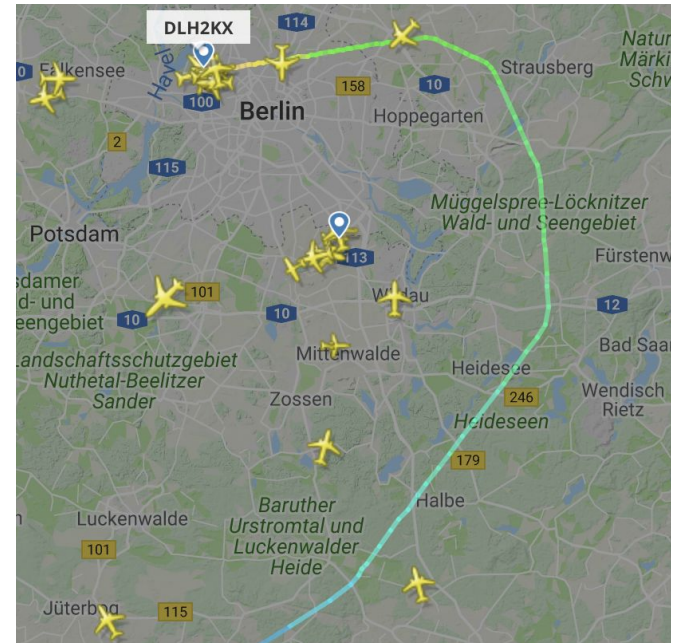 DLH2KX
114
Natur
Märki
Schw
0
Falkensee
Havel
Strausberg
10
158
100
Berlin
Hoppegarten
2
115
Müggelspree-Löcknitzer
Wald- und Seengebiet
Potsdam
Fürstenw
113
sdamer
d- und
eengebiet
101
Wildau
10
10
12
Mittenwalde
Bad Saa
Landschaftsschutzgebiet
Nuthetal-Beelitzer
Sander
Heidesee
Wendisch
Rietz
Zossen
246
Heideseen
179
Halbe
Baruther
Urstromtal und
Luckenwalder
Heide
Luckenwalde
101
Jüterbog
115